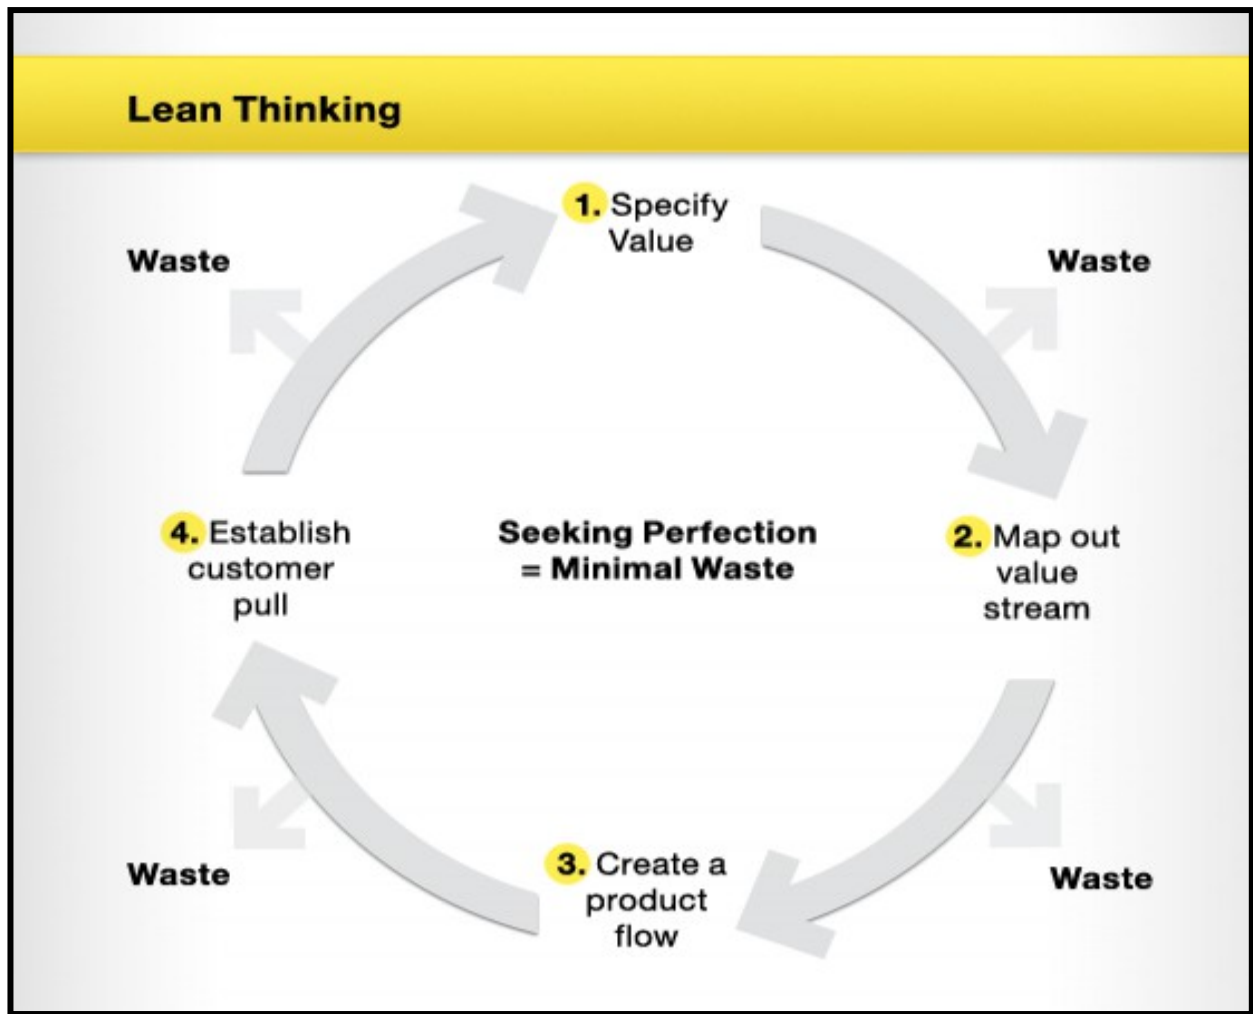 Lean Thinking
1. Specify
Value
Waste
Waste
4. Establish
customer
pull
Seeking Perfection
= Minimal Waste
2. Map out
value
stream
3. Create a
product
flow
Waste
Waste